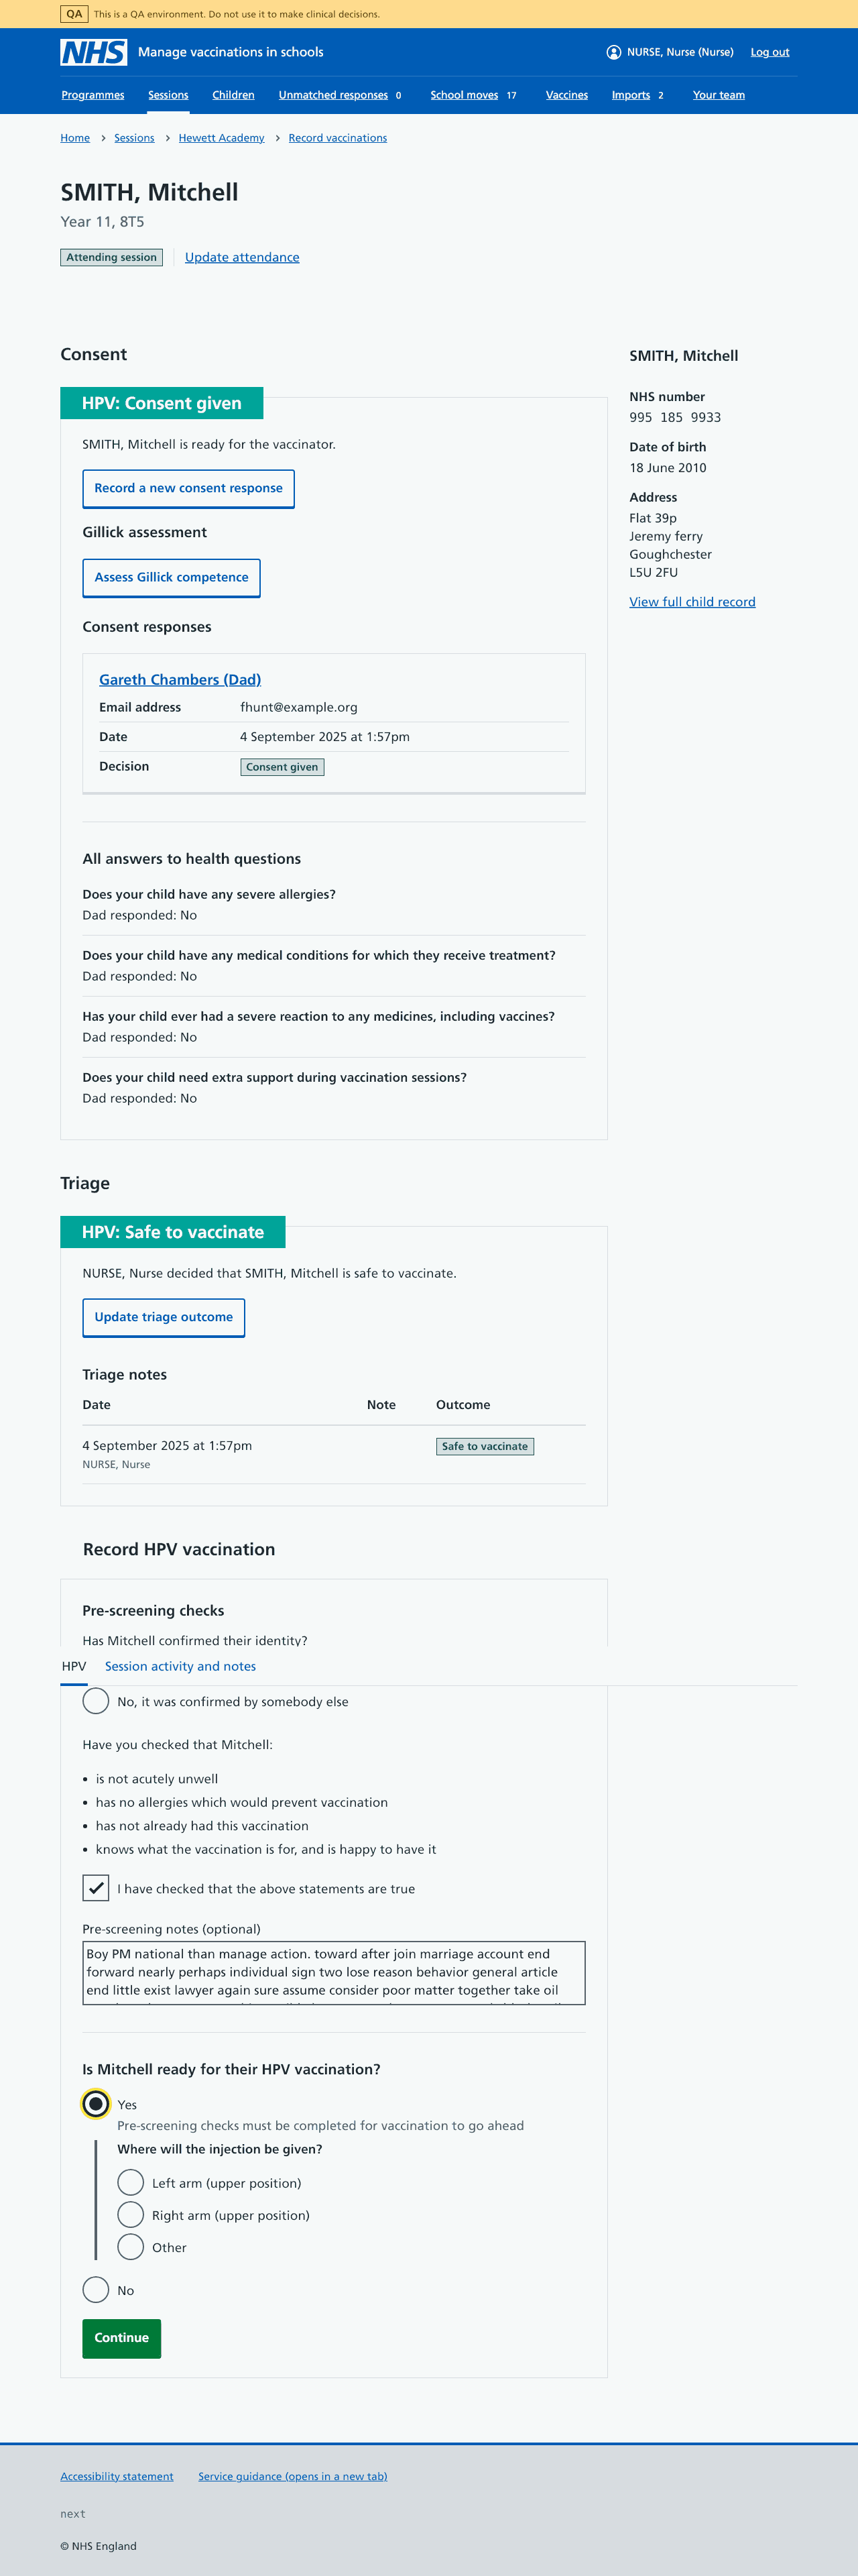 QA This is a QA environment. Do not use it to make clinical decisions.
NHS Manage vaccinations in schools NURSE, Nurse (Nurse) Log out
Programmes Sessions Children Unmatched responses 0 School moves 17 Vaccines Imports 2 Your team
Home Sessions Hewett Academy Record vaccinations
SMITH, Mitchell
Year 11, 8T5
Attending session Update attendance
Consent
HPV: Consent given
SMITH, Mitchell is ready for the vaccinator.
Record a new consent response
Gillick assessment
Assess Gillick competence
Consent responses
Gareth Chambers (Dad)
Email address fhunt@example.org
Date 4 September 2025 at 1:57pm
Decision Consent given
All answers to health questions
Does your child have any severe allergies?
Dad responded: No
Does your child have any medical conditions for which they receive treatment?
Dad responded: No
Has your child ever had a severe reaction to any medicines, including vaccines?
Dad responded: No
Does your child need extra support during vaccination sessions?
Dad responded: No
SMITH, Mitchell
NHS number
995 185 9933
Date of birth
18 June 2010
Address
Flat 39p
Jeremy ferry
Goughchester
L5U 2FU
View full child record
Triage
HPV: Safe to vaccinate
NURSE, Nurse decided that SMITH, Mitchell is safe to vaccinate.
Update triage outcome
Triage notes
Date Note Outcome
4 September 2025 at 1:57pm Safe to vaccinate
NURSE, Nurse
Record HPV vaccination
Pre-screening checks
Has Mitchell confirmed their identity?
HPV Session activity and notes
No, it was confirmed by somebody else
Have you checked that Mitchell:
is not acutely unwell
has no allergies which would prevent vaccination
has not already had this vaccination
knows what the vaccination is for, and is happy to have it
I have checked that the above statements are true
Pre-screening notes (optional)
Boy PM national than manage action. toward after join marriage account end
forward nearly perhaps individual sign two lose reason behavior general article
end little exist lawyer again sure assume consider poor matter together take oil
Is Mitchell ready for their HPV vaccination?
Yes
Pre-screening checks must be completed for vaccination to go ahead
Where will the injection be given?
Left arm (upper position)
Right arm (upper position)
Other
No
Continue
Accessibility statement Service guidance (opens in a new tab)
next
© NHS England